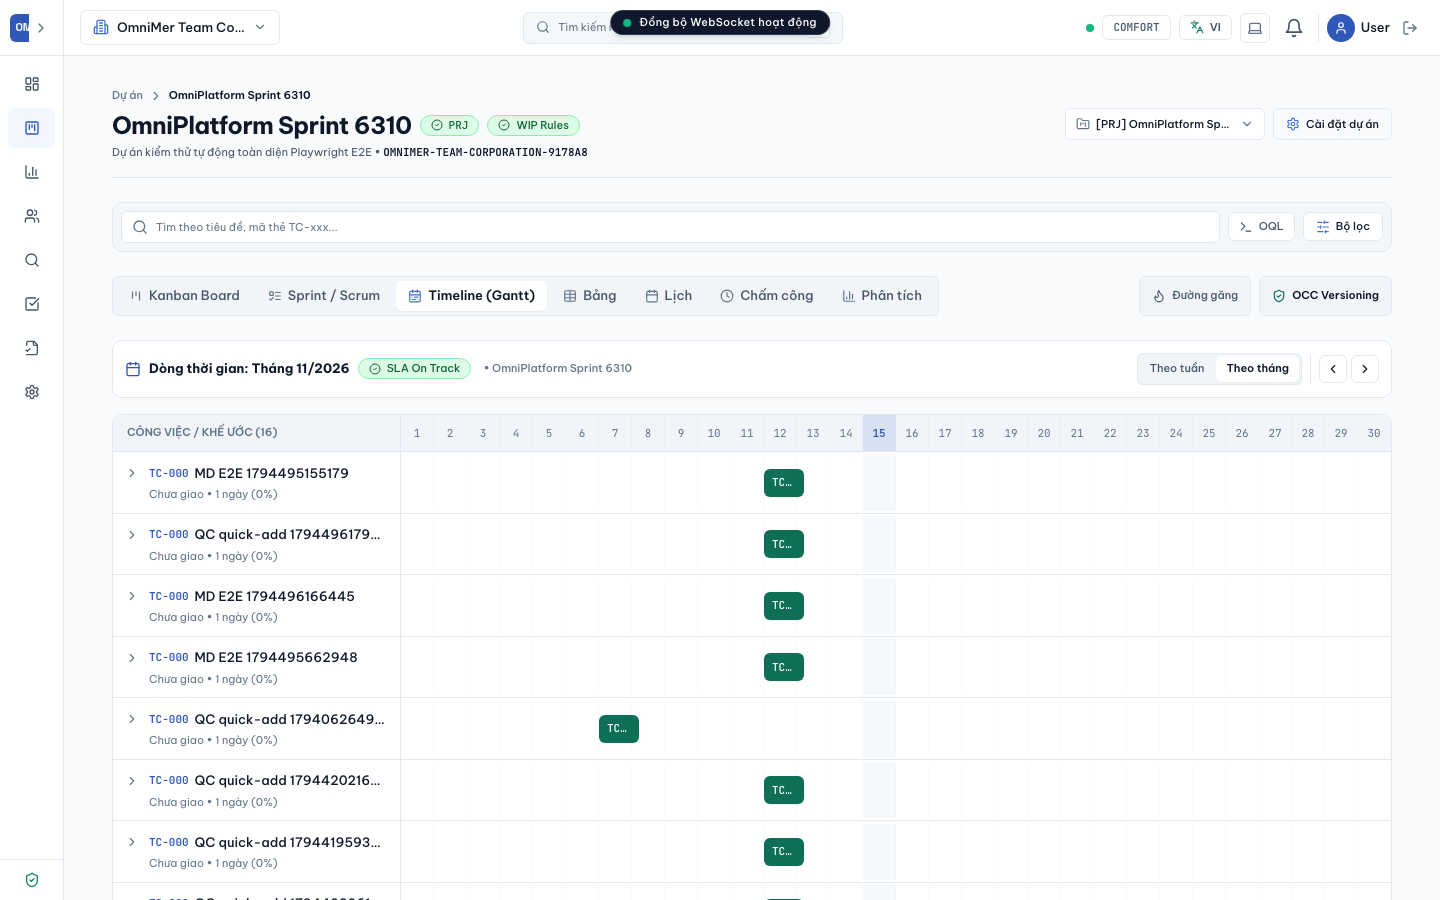 OM
OmniMer Team Co...
Tìm kiếm
Đồng bộ WebSocket hoạt động
COMFORT
VI
User
Dự án
OmniPlatform Sprint 6310
OmniPlatform Sprint 6310
PRJ
WIP Rules
[PRJ] OmniPlatform Sp...
Cài đặt dự án
Dự án kiểm thử tự động toàn diện Playwright E2E • OMNIMER-TEAM-CORPORATION-9178A8
Tìm theo tiêu đề, mã thẻ TC-xxx...
OQL
Bộ lọc
Kanban Board
Sprint / Scrum
Timeline (Gantt)
Bảng
Lịch
Chấm công
Phân tích
Đường găng
OCC Versioning
Dòng thời gian: Tháng 11/2026
SLA On Track
• OmniPlatform Sprint 6310
Theo tuần
Theo tháng
CÔNG VIỆC / KHẾ ƯỚC (16)
1 2 3 4 5 6 7 8 9 10 11 12 13 14 15 16 17 18 19 20 21 22 23 24 25 26 27 28 29 30
TC-000 MD E2E 1794495155179
Chưa giao • 1 ngày (0%)
TC...
TC-000 QC quick-add 1794496179...
Chưa giao • 1 ngày (0%)
TC...
TC-000 MD E2E 1794496166445
Chưa giao • 1 ngày (0%)
TC...
TC-000 MD E2E 1794495662948
Chưa giao • 1 ngày (0%)
TC...
TC-000 QC quick-add 1794062649...
Chưa giao • 1 ngày (0%)
TC...
TC-000 QC quick-add 1794420216...
Chưa giao • 1 ngày (0%)
TC...
TC-000 QC quick-add 1794419593...
Chưa giao • 1 ngày (0%)
TC...